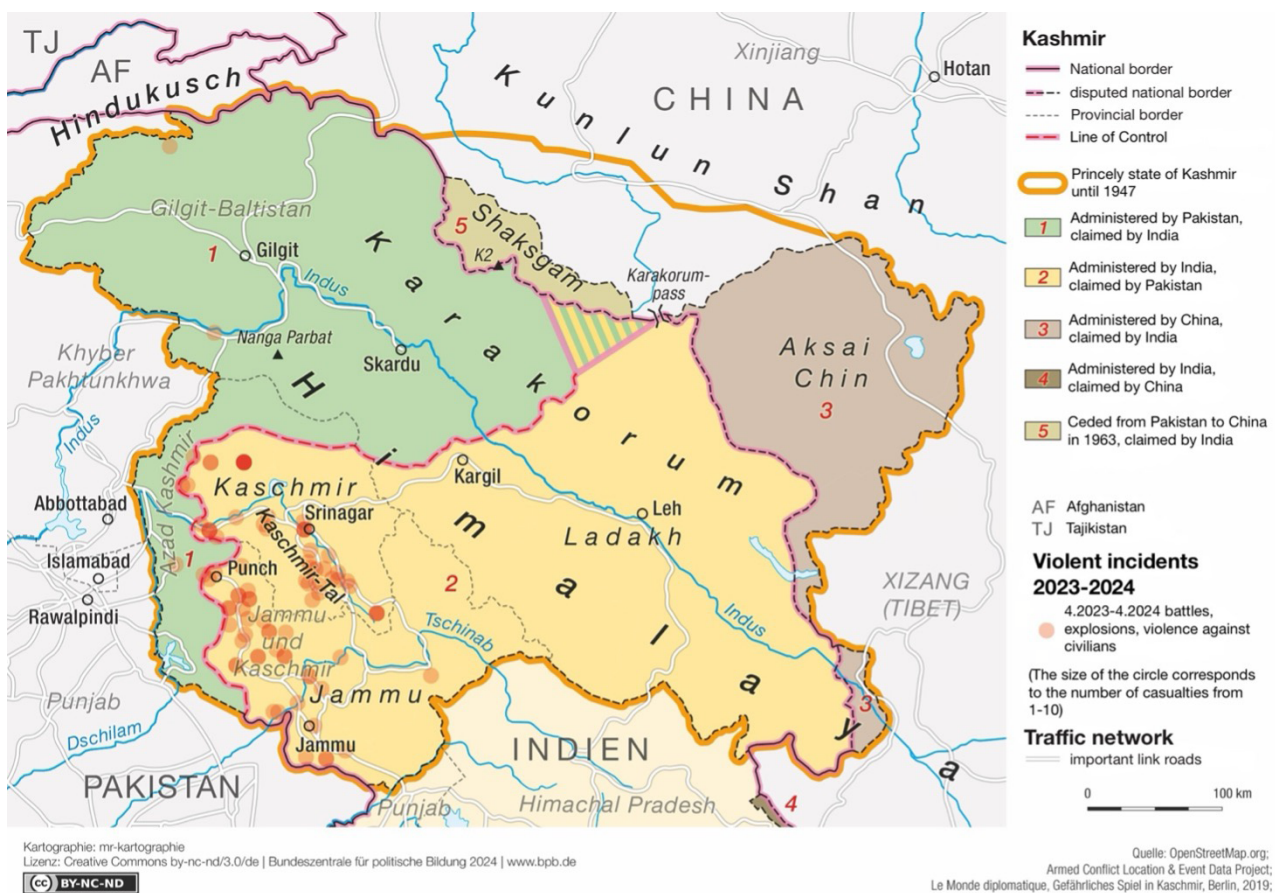 TJ
AF
Hindukusch
Kunlun Shan
Xinjiang
CHINA
Hotan
Gilgit-Baltistan
1
Gilgit
Karakorum
5
Shaksgam
K2
Karakorum-
pass
Indus
Nanga Parbat
Skardu
Himalaya
Khyber
Pakhtunkhwa
Indus
Aksai
Chin
3
Azad Kashmir
Kaschmir
Kargil
Abbottabad
Srinagar
Kaschmir-Tal
Leh
Ladakh
Islamabad
1
Punch
2
Rawalpindi
Jammu
und
Kaschmir
Tschinab
Indus
XIZANG
(TIBET)
Punjab
Jammu
3
Dschilam
Jammu
INDIEN
PAKISTAN
Punjab
Himachal Pradesh
4
Kashmir
National border
disputed national border
Provincial border
Line of Control
Princely state of Kashmir
until 1947
1 Administered by Pakistan,
claimed by India
2 Administered by India,
claimed by Pakistan
3 Administered by China,
claimed by India
4 Administered by India,
claimed by China
5 Ceded from Pakistan to China
in 1963, claimed by India
AF Afghanistan
TJ Tajikistan
Violent incidents
2023-2024
4.2023-4.2024 battles,
explosions, violence against
civilians
(The size of the circle corresponds
to the number of casualties from
1-10)
Traffic network
important link roads
0 100 km
Kartographie: mr-kartographie
Lizenz: Creative Commons by-nc-nd/3.0/de | Bundeszentrale für politische Bildung 2024 | www.bpb.de
cc BY-NC-ND
Quelle: OpenStreetMap.org;
Armed Conflict Location & Event Data Project;
Le Monde diplomatique, Gefährliches Spiel in Kaschmir, Berlin, 2019;